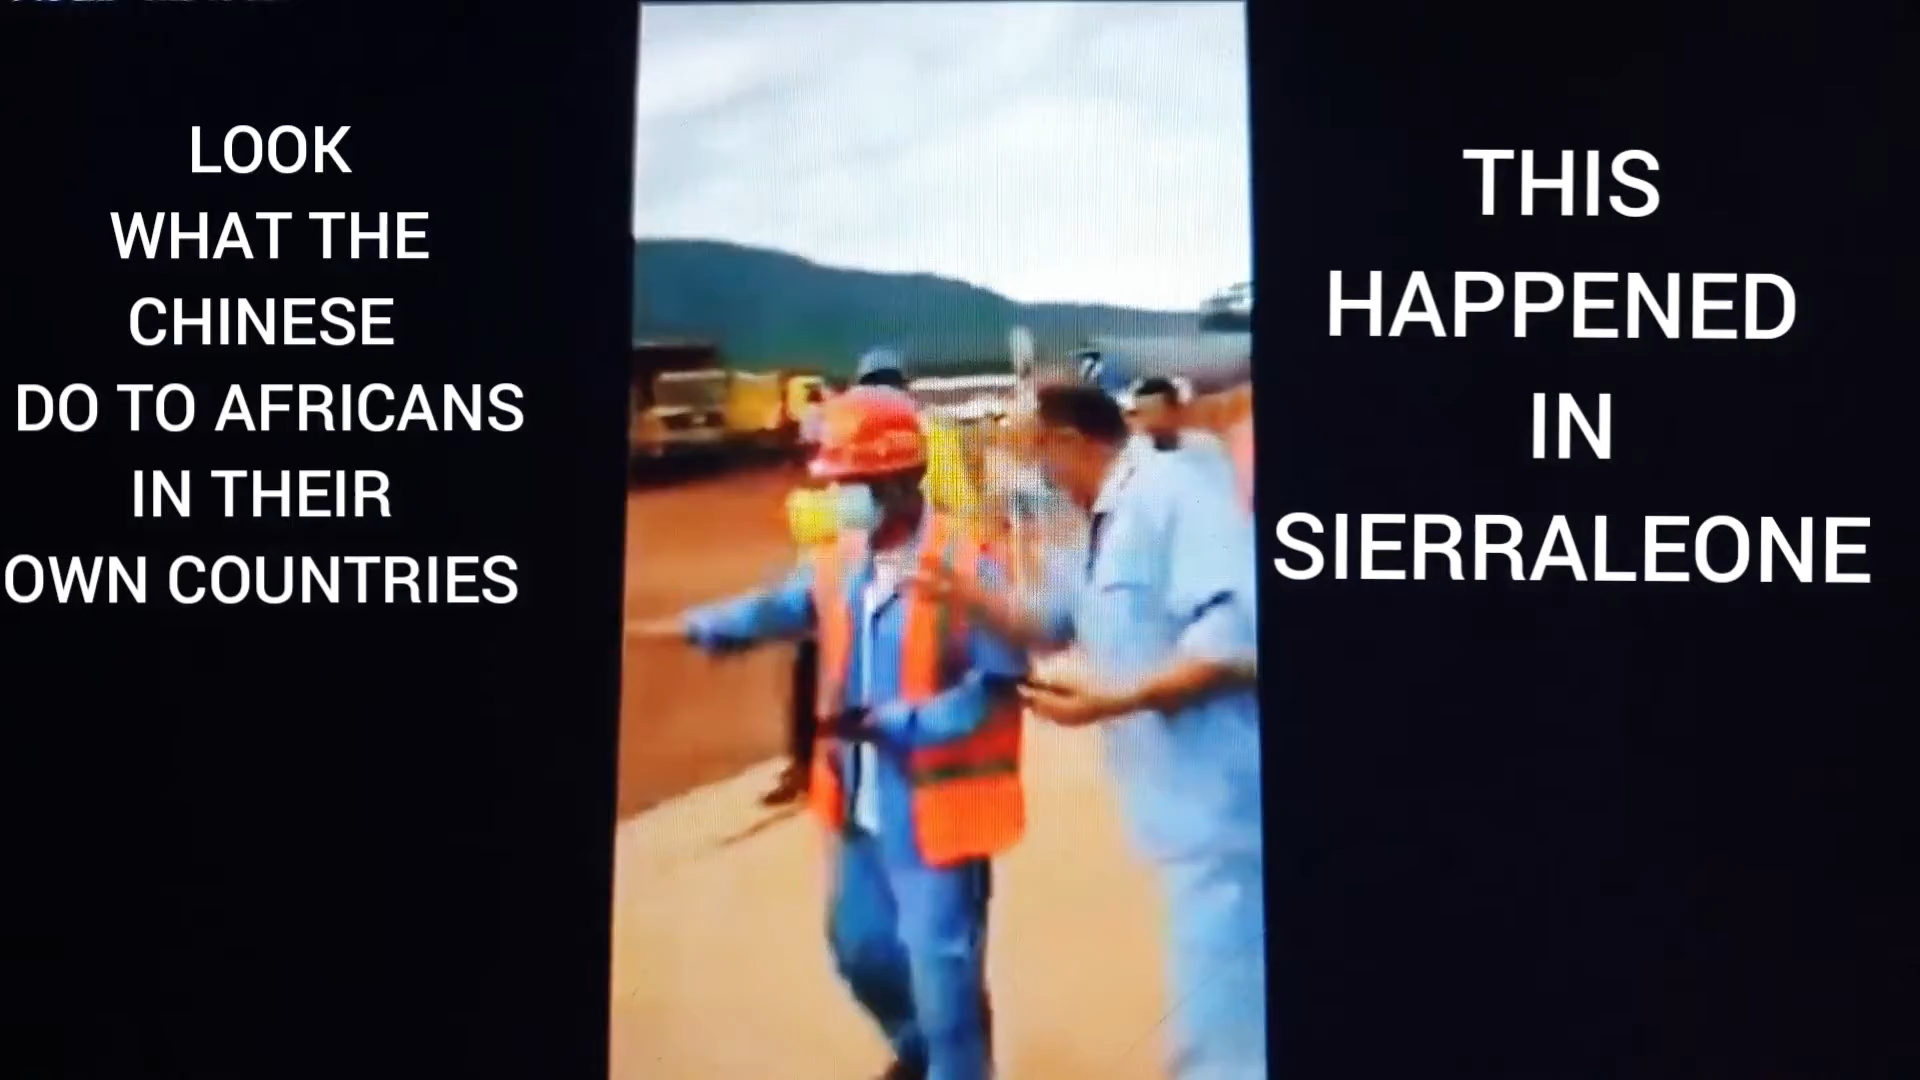 LOOK
WHAT THE
CHINESE
DO TO AFRICANS
IN THEIR
OWN COUNTRIES
THIS
HAPPENED
IN
SIERRALEONE